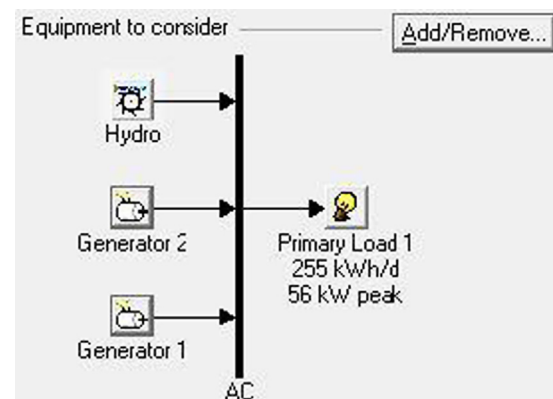 Equipment to consider
Add/Remove...
Hydro
Generator 2
Primary Load 1
255 kWh/d
56 kW peak
Generator 1
AC